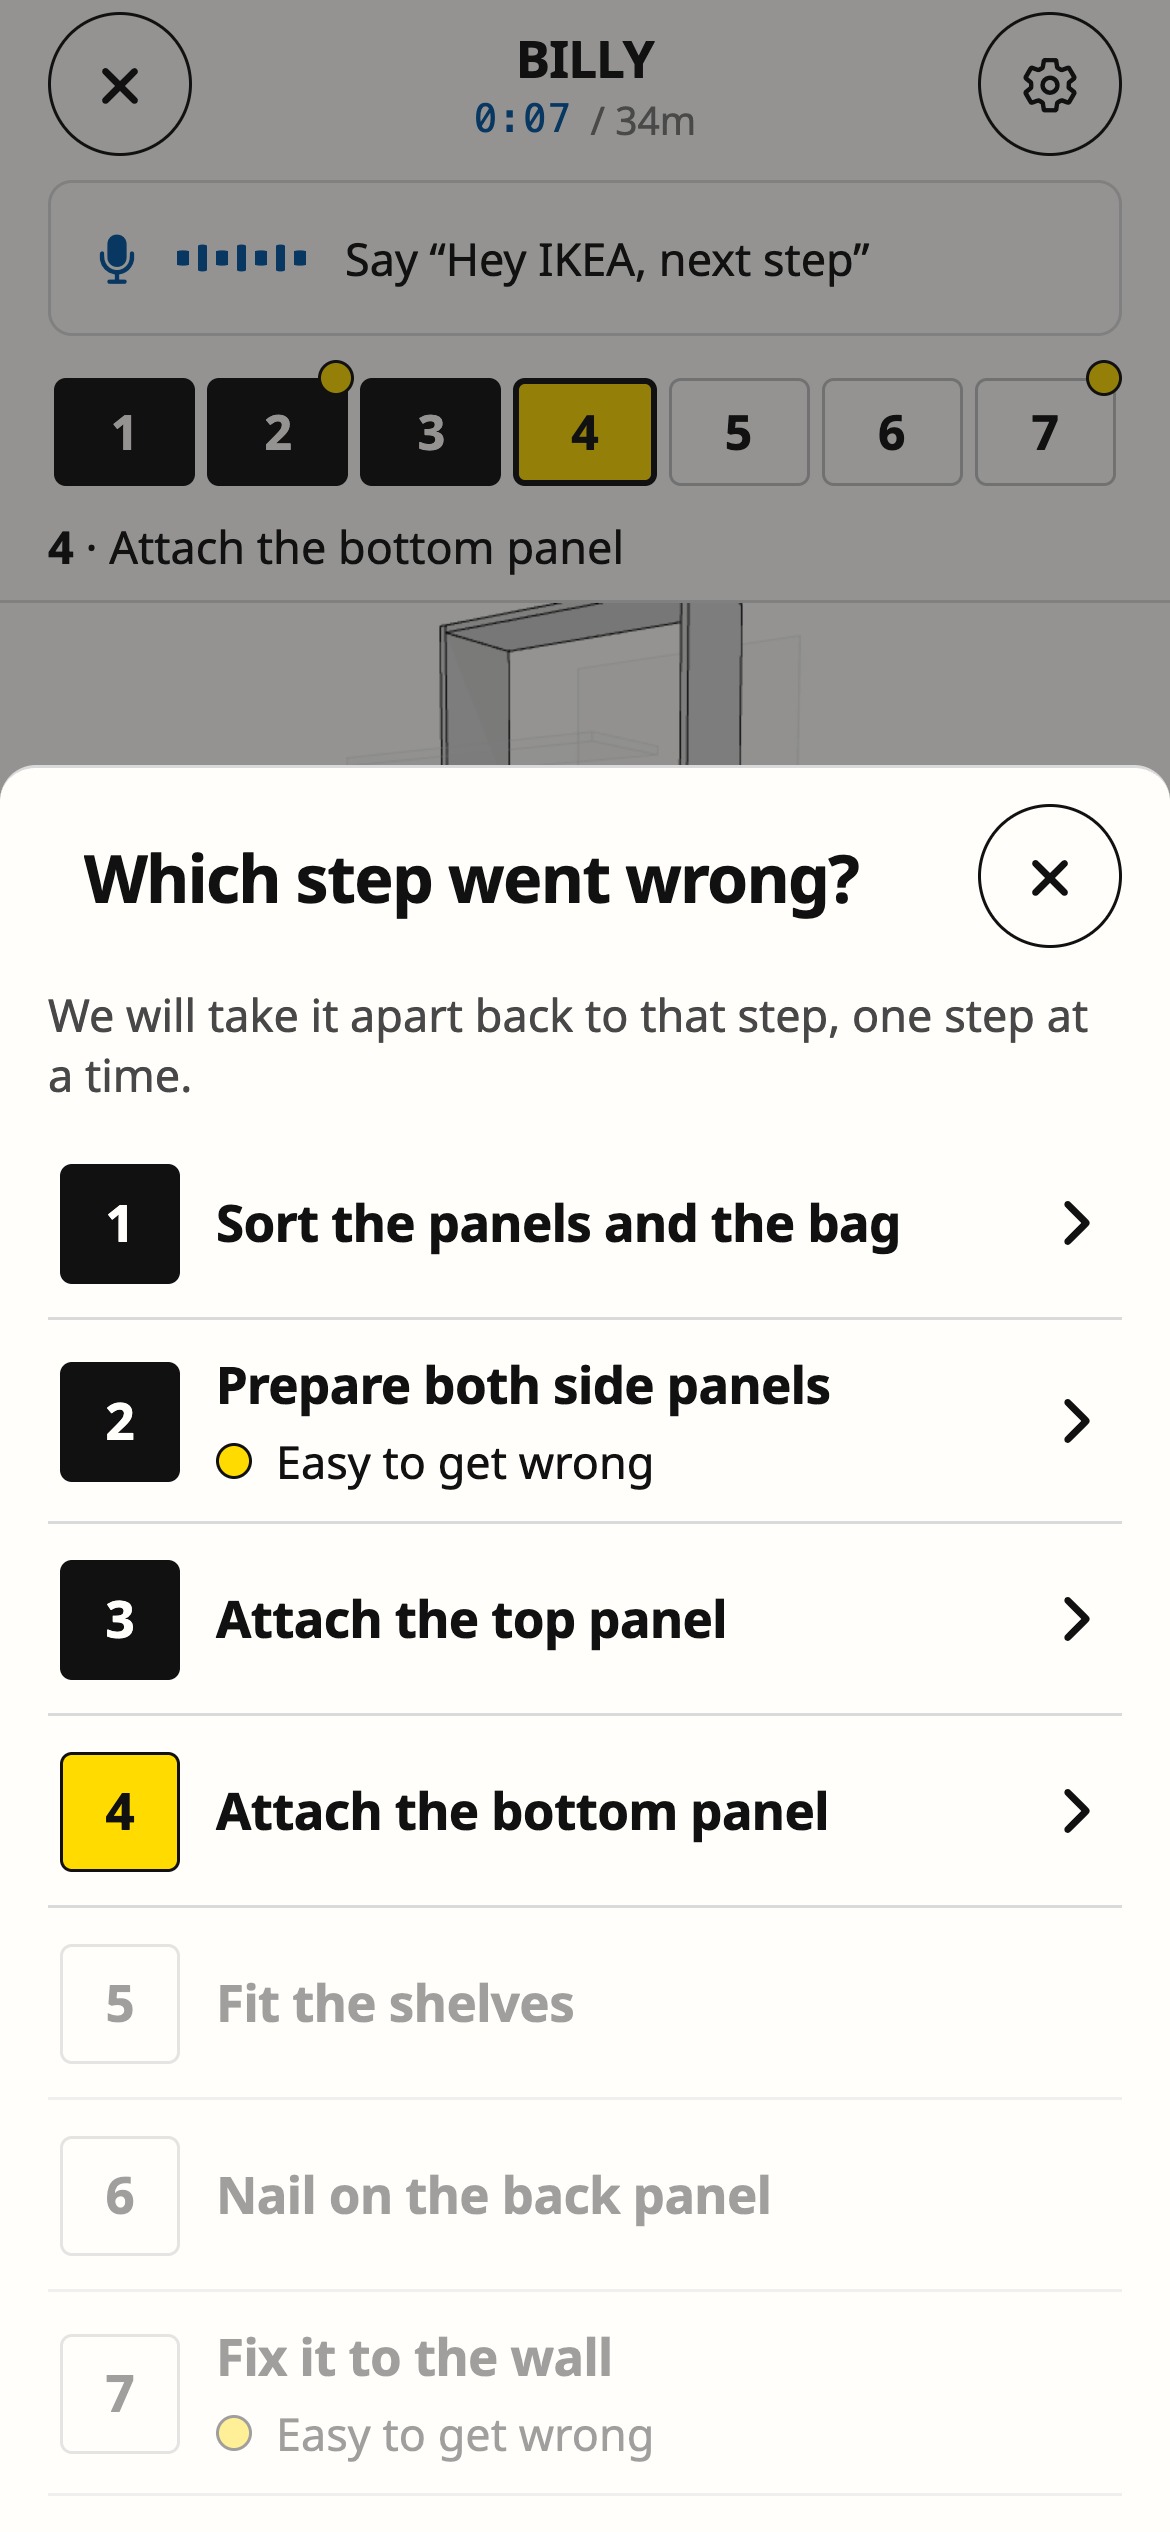 BILLY
0:07 / 34m
Say “Hey IKEA, next step”
1 2 3 4 5 6 7
4 · Attach the bottom panel
Which step went wrong?
We will take it apart back to that step, one step at
a time.
1 Sort the panels and the bag
2 Prepare both side panels
Easy to get wrong
3 Attach the top panel
4 Attach the bottom panel
5 Fit the shelves
6 Nail on the back panel
7 Fix it to the wall
Easy to get wrong